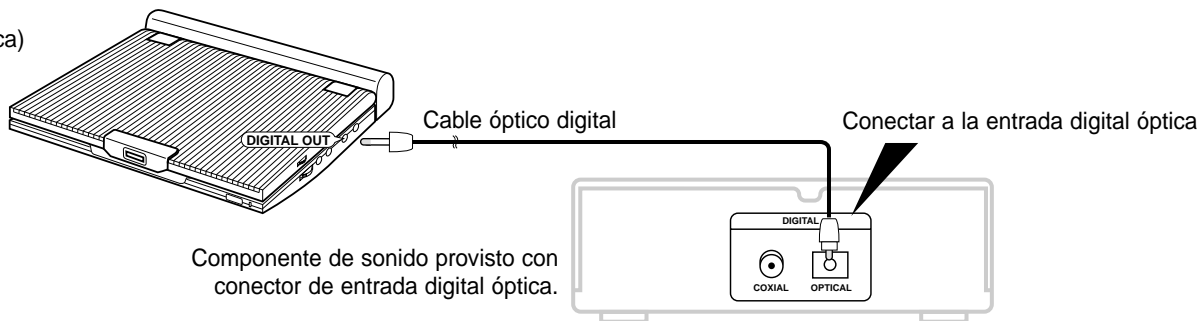 ca)
DIGITAL OUT
Cable óptico digital
Conectar a la entrada digital óptica
Componente de sonido provisto con
conector de entrada digital óptica.
DIGITAL
COXIAL
OPTICAL